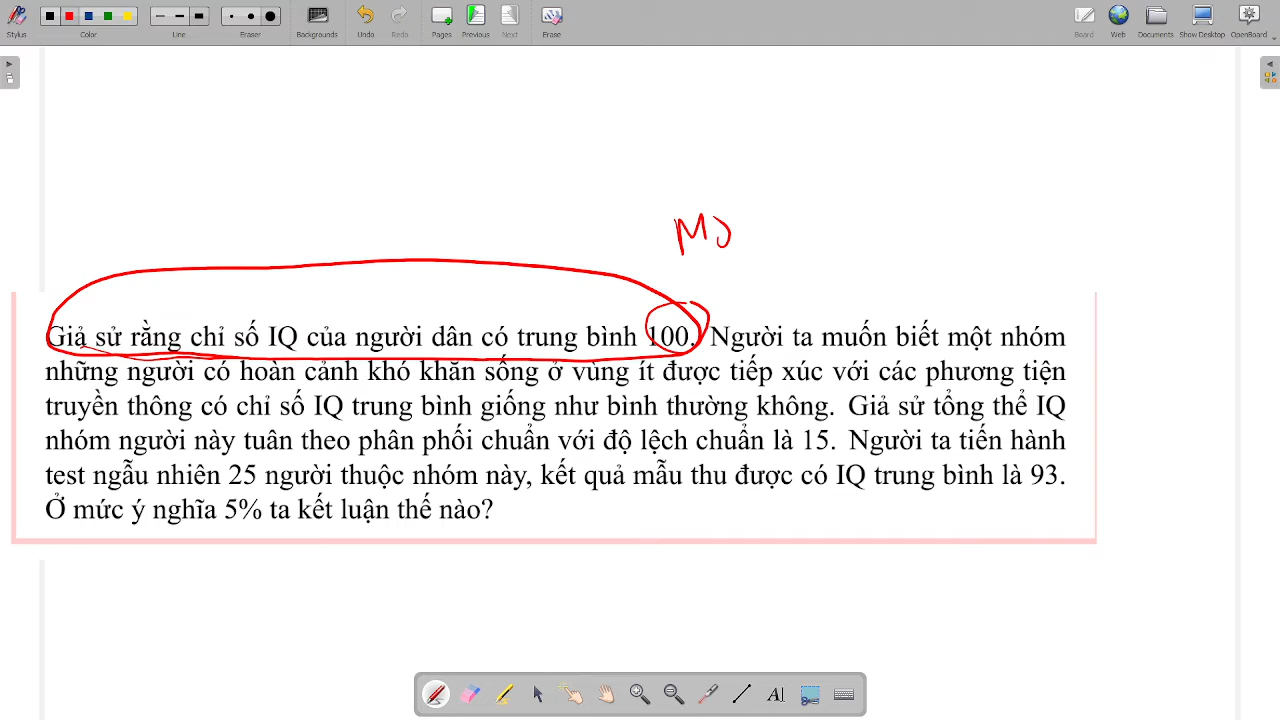 Stylus
Color
Line
Eraser
Backgrounds
Undo
Redo
Pages
Previous
Next
Erase
Board
Web
Documents
Show Desktop
OpenBoard
Giả sử rằng chỉ số IQ của người dân có trung bình 100. Người ta muốn biết một nhóm
những người có hoàn cảnh khó khăn sống ở vùng ít được tiếp xúc với các phương tiện
truyền thông có chỉ số IQ trung bình giống như bình thường không. Giả sử tổng thể IQ
nhóm người này tuân theo phân phối chuẩn với độ lệch chuẩn là 15. Người ta tiến hành
test ngẫu nhiên 25 người thuộc nhóm này, kết quả mẫu thu được có IQ trung bình là 93.
Ở mức ý nghĩa 5% ta kết luận thế nào?